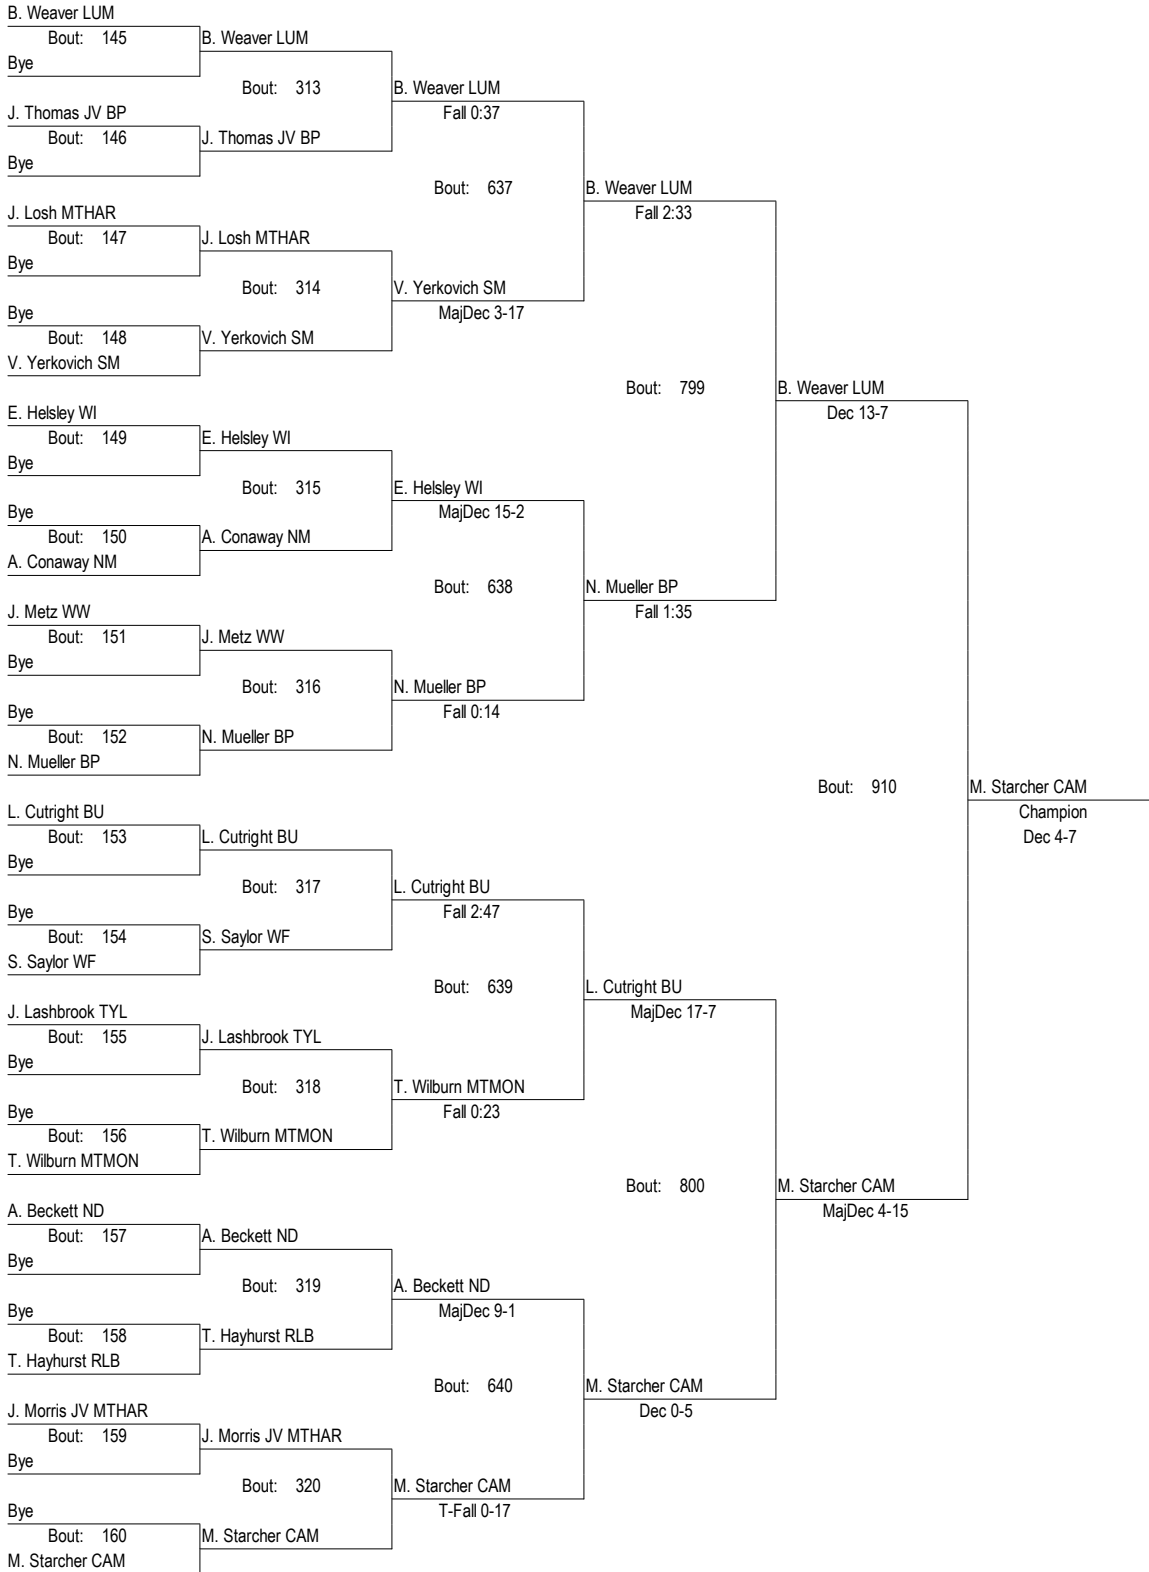 B. Weaver LUM
Bout: 145
B. Weaver LUM
Bye
Bout: 313
B. Weaver LUM
J. Thomas JV BP
Fall 0:37
Bout: 146
J. Thomas JV BP
Bye
Bout: 637
B. Weaver LUM
J. Losh MTHAR
Fall 2:33
Bout: 147
J. Losh MTHAR
Bye
Bout: 314
V. Yerkovich SM
Bye
MajDec 3-17
Bout: 148
V. Yerkovich SM
V. Yerkovich SM
Bout: 799
B. Weaver LUM
E. Helsley WI
Dec 13-7
Bout: 149
E. Helsley WI
Bye
Bout: 315
E. Helsley WI
Bye
MajDec 15-2
Bout: 150
A. Conaway NM
A. Conaway NM
Bout: 638
N. Mueller BP
J. Metz WW
Fall 1:35
Bout: 151
J. Metz WW
Bye
Bout: 316
N. Mueller BP
Bye
Fall 0:14
Bout: 152
N. Mueller BP
N. Mueller BP
Bout: 910
M. Starcher CAM
L. Cutright BU
Champion
Bout: 153
L. Cutright BU
Dec 4-7
Bye
Bout: 317
L. Cutright BU
Bye
Fall 2:47
Bout: 154
S. Saylor WF
S. Saylor WF
Bout: 639
L. Cutright BU
J. Lashbrook TYL
MajDec 17-7
Bout: 155
J. Lashbrook TYL
Bye
Bout: 318
T. Wilburn MTMON
Bye
Fall 0:23
Bout: 156
T. Wilburn MTMON
T. Wilburn MTMON
Bout: 800
M. Starcher CAM
A. Beckett ND
MajDec 4-15
Bout: 157
A. Beckett ND
Bye
Bout: 319
A. Beckett ND
Bye
MajDec 9-1
Bout: 158
T. Hayhurst RLB
T. Hayhurst RLB
Bout: 640
M. Starcher CAM
J. Morris JV MTHAR
Dec 0-5
Bout: 159
J. Morris JV MTHAR
Bye
Bout: 320
M. Starcher CAM
Bye
T-Fall 0-17
Bout: 160
M. Starcher CAM
M. Starcher CAM